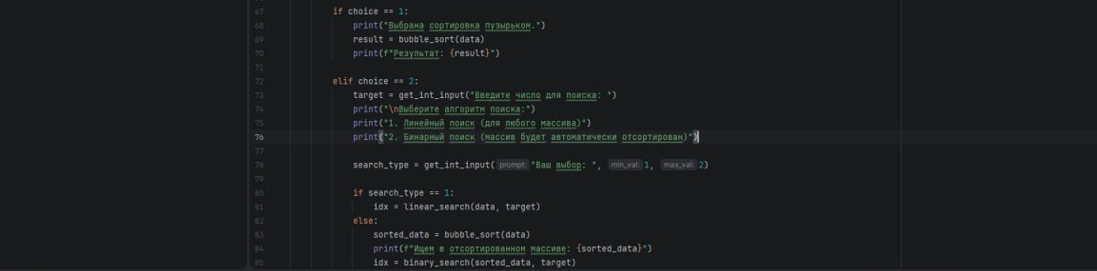 67 if choice == 1:
68 print("Выбрана сортировка пузырьком.")
69 result = bubble_sort(data)
70 print(f"Результат: {result}")
71
72 elif choice == 2:
73 target = get_int_input("Введите число для поиска: ")
74 print("\nВыберите алгоритм поиска:")
75 print("1. Линейный поиск (для любого массива)")
76 print("2. Бинарный поиск (массив будет автоматически отсортирован)")
77
78 search_type = get_int_input( prompt: "Ваш выбор: ", min_val: 1, max_val: 2)
79
80 if search_type == 1:
81 idx = linear_search(data, target)
82 else:
83 sorted_data = bubble_sort(data)
84 print(f"Ищем в отсортированном массиве: {sorted_data}")
85 idx = binary_search(sorted_data, target)